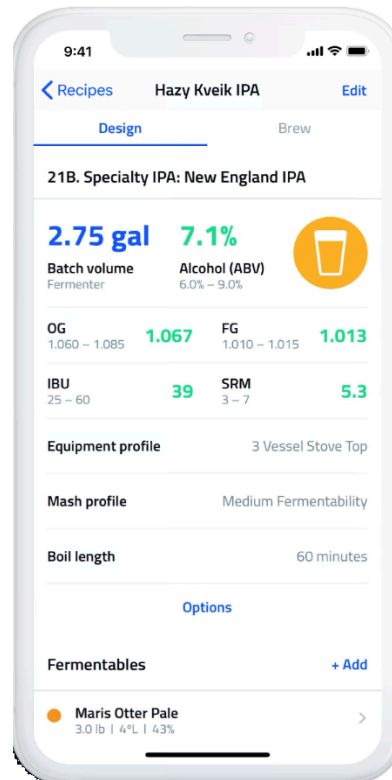 9:41
Recipes
Hazy Kveik IPA
Edit
Design
Brew
21B. Specialty IPA: New England IPA
2.75 gal
7.1%
Batch volume
Alcohol (ABV)
Fermenter
6.0% – 9.0%
OG
1.060 – 1.085
1.067
FG
1.010 – 1.015
1.013
IBU
25 – 60
39
SRM
3 – 7
5.3
Equipment profile
3 Vessel Stove Top
Mash profile
Medium Fermentability
Boil length
60 minutes
Options
Fermentables
+ Add
Maris Otter Pale
3.0 lb | 4°L | 43%